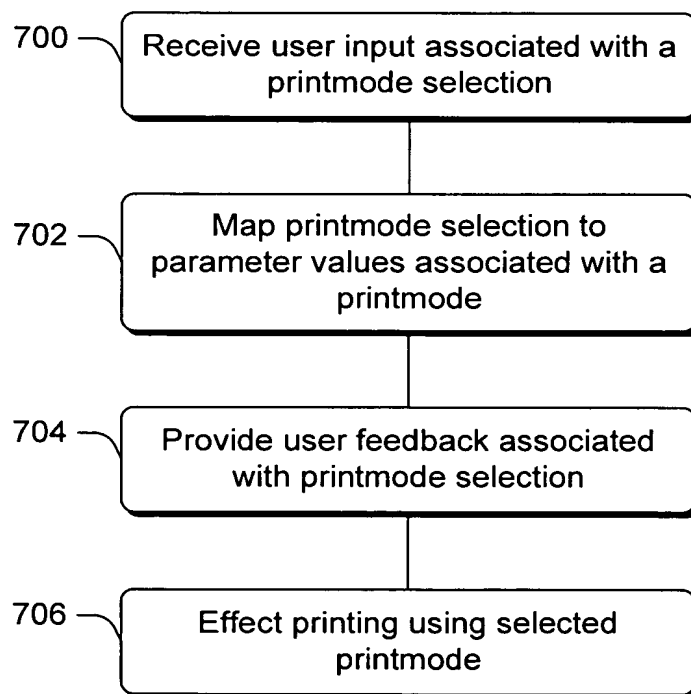 700
Receive user input associated with a
printmode selection
702
Map printmode selection to
parameter values associated with a
printmode
704
Provide user feedback associated
with printmode selection
706
Effect printing using selected
printmode